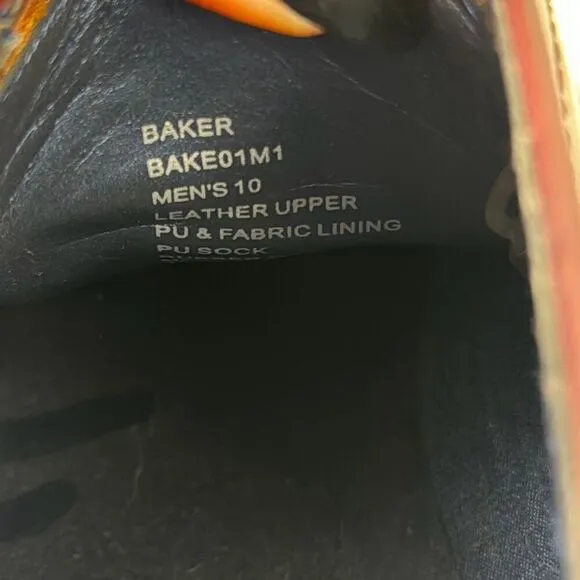 BAKER
BAKE01M1
MEN'S 10
LEATHER UPPER
PU & FABRIC LINING
PU SOCK